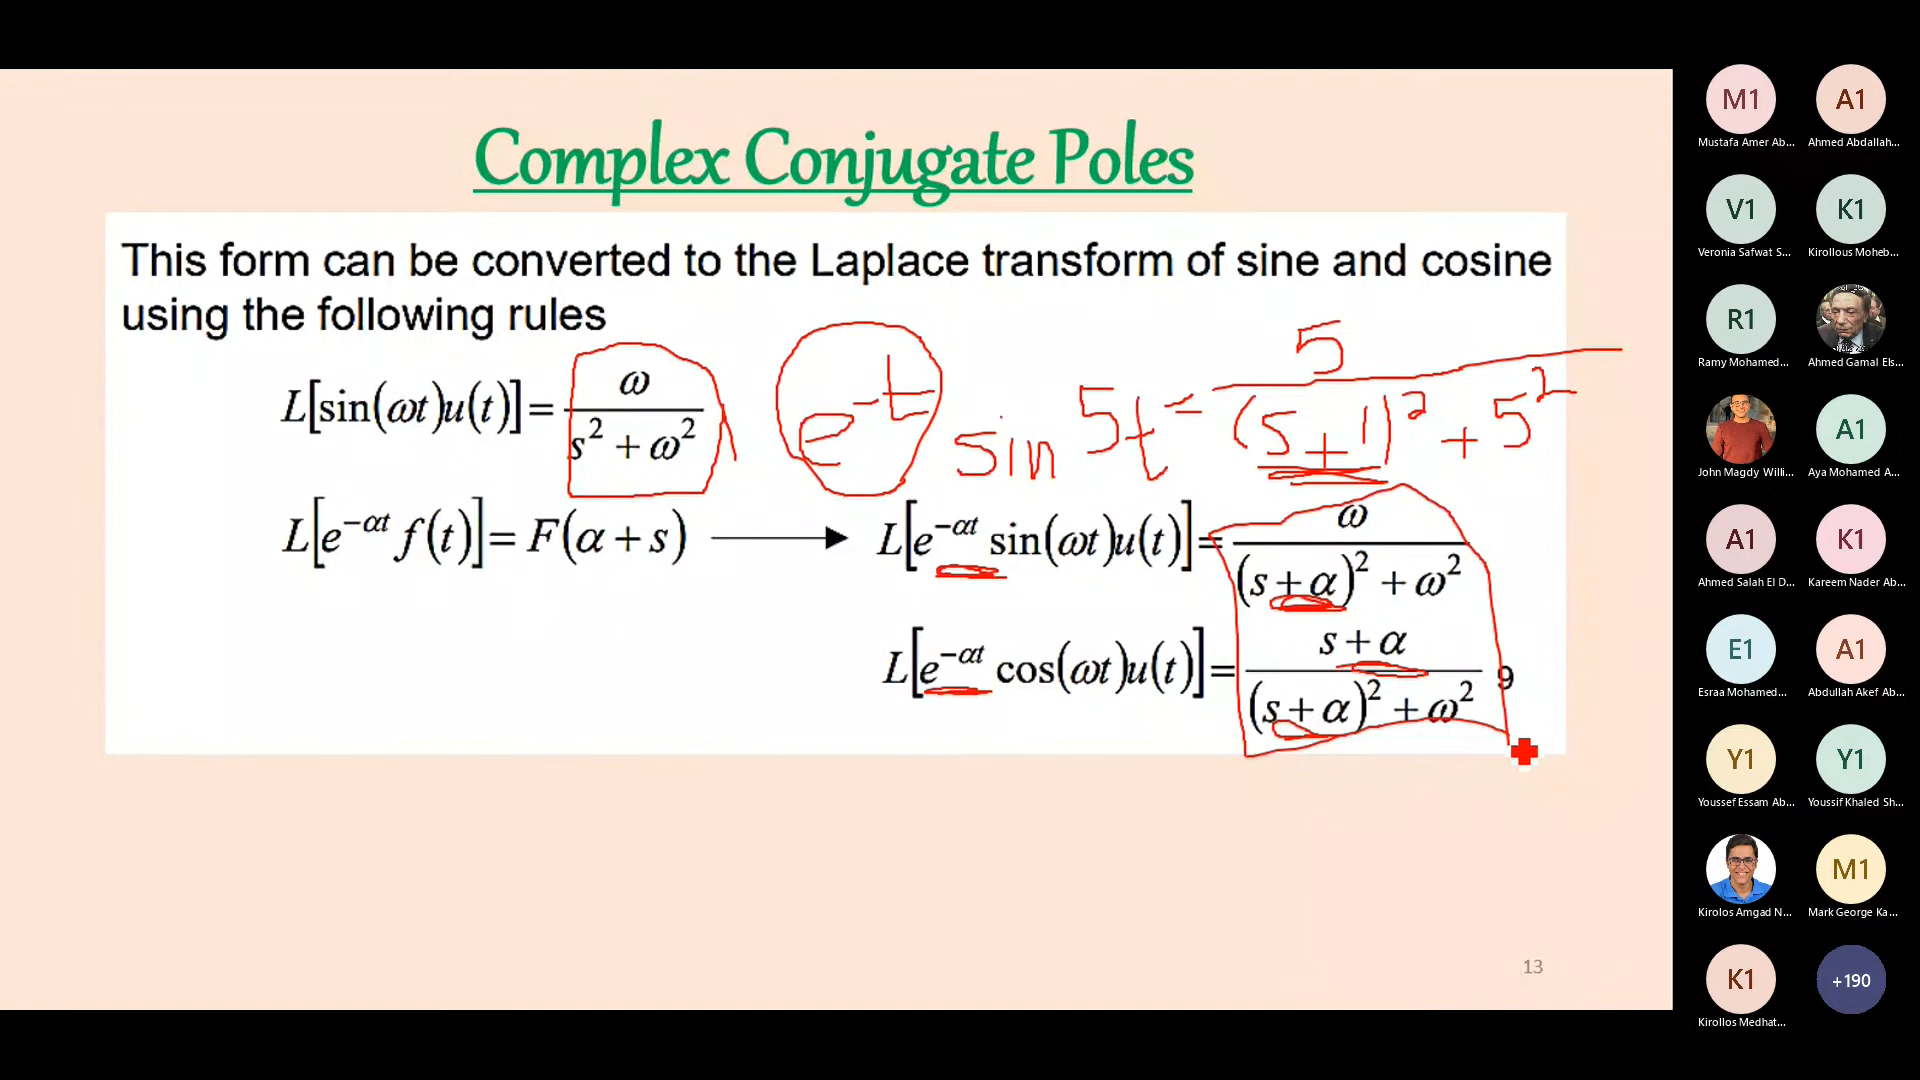 Complex Conjugate Poles
This form can be converted to the Laplace transform of sine and cosine
using the following rules
L[sin(ωt)u(t)] = ω / (s² + ω²)
e^-t sin 5t = 5 / ((s+1)² + 5²)
L[e^-αt f(t)] = F(α + s) → L[e^-αt sin(ωt)u(t)] = ω / ((s + α)² + ω²)
L[e^-αt cos(ωt)u(t)] = (s + α) / ((s + α)² + ω²)
9
13
M1
A1
Mustafa Amer Ab...
Ahmed Abdallah...
V1
K1
Veronia Safwat S...
Kirollous Moheb...
R1
Ramy Mohamed...
Ahmed Gamal Els...
A1
John Magdy Willi...
Aya Mohamed A...
A1
K1
Ahmed Salah El D...
Kareem Nader Ab...
E1
A1
Esraa Mohamed...
Abdullah Akef Ab...
Y1
Y1
Youssef Essam Ab...
Youssif Khaled Sh...
M1
Kirolos Amgad N...
Mark George Ka...
K1
+190
Kirollos Medhat...